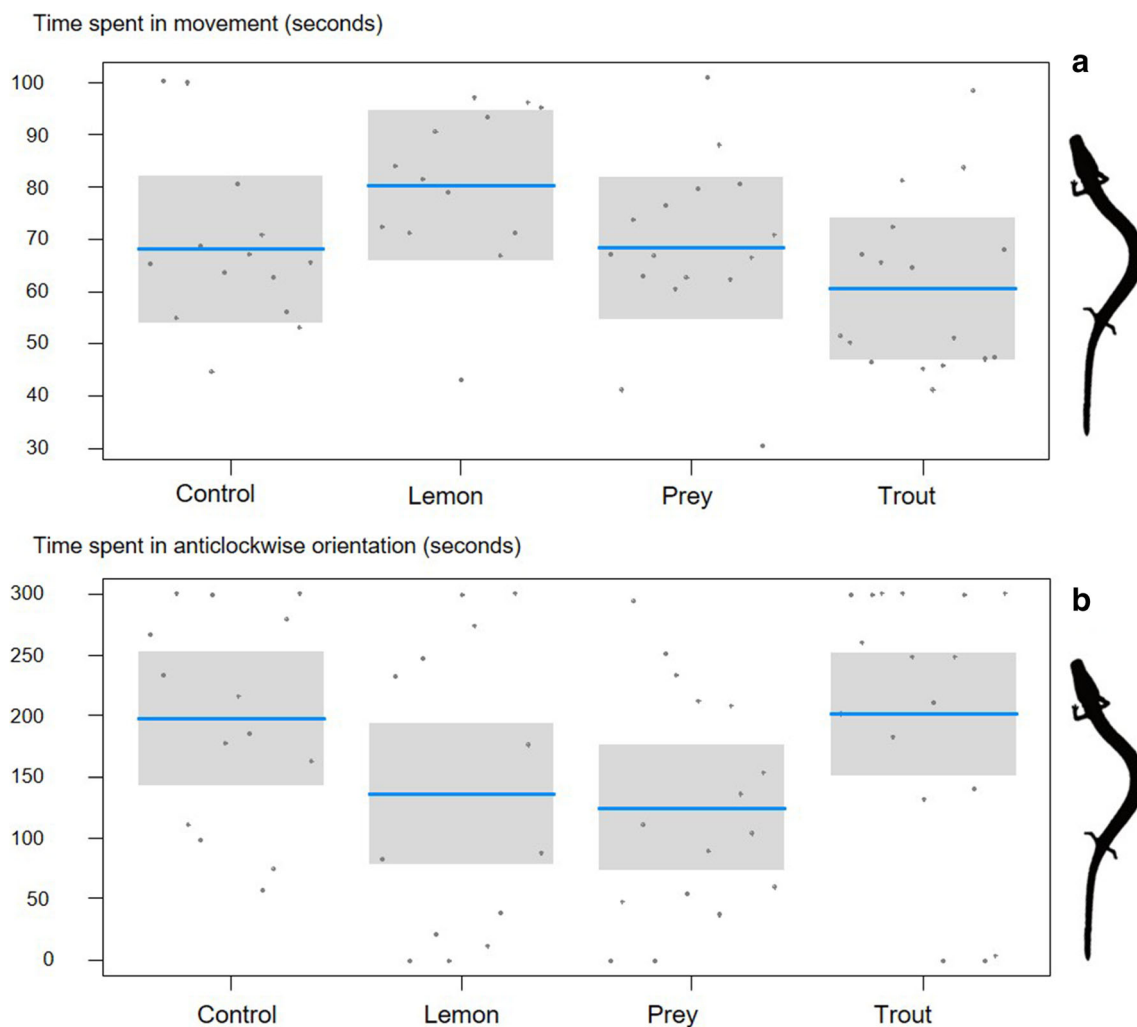 Time spent in movement (seconds)
a
100
90
80
70
60
50
40
30
Control Lemon Prey Trout
Time spent in anticlockwise orientation (seconds)
b
300
250
200
150
100
50
0
Control Lemon Prey Trout